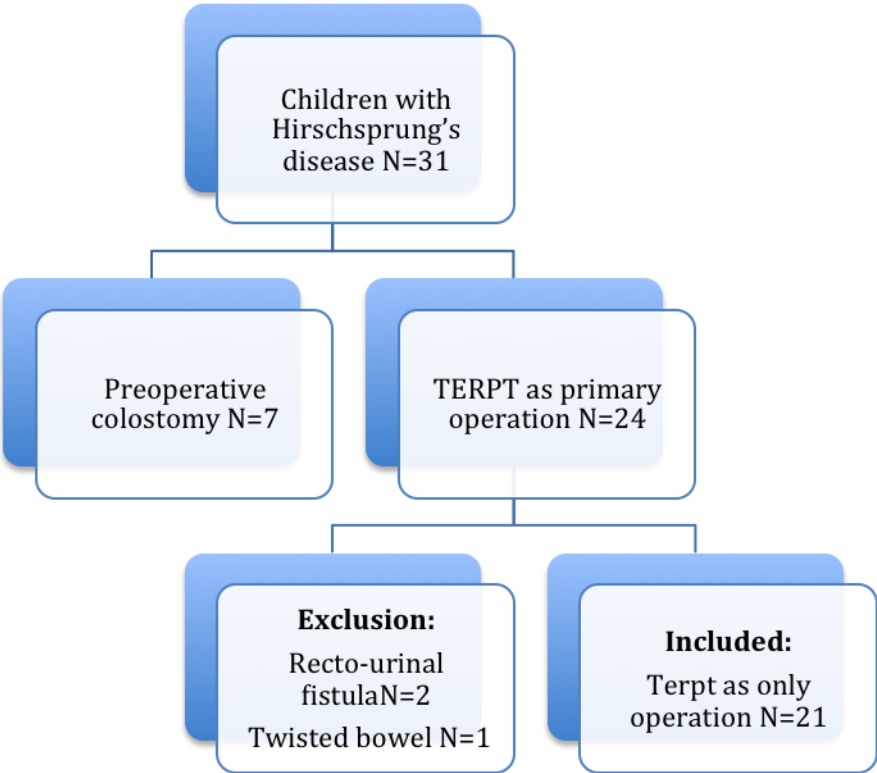 Children with
Hirschsprung’s
disease N=31
Preoperative
colostomy N=7
TERPT as primary
operation N=24
Exclusion:
Recto-urinal
fistulaN=2
Twisted bowel N=1
Included:
Terpt as only
operation N=21